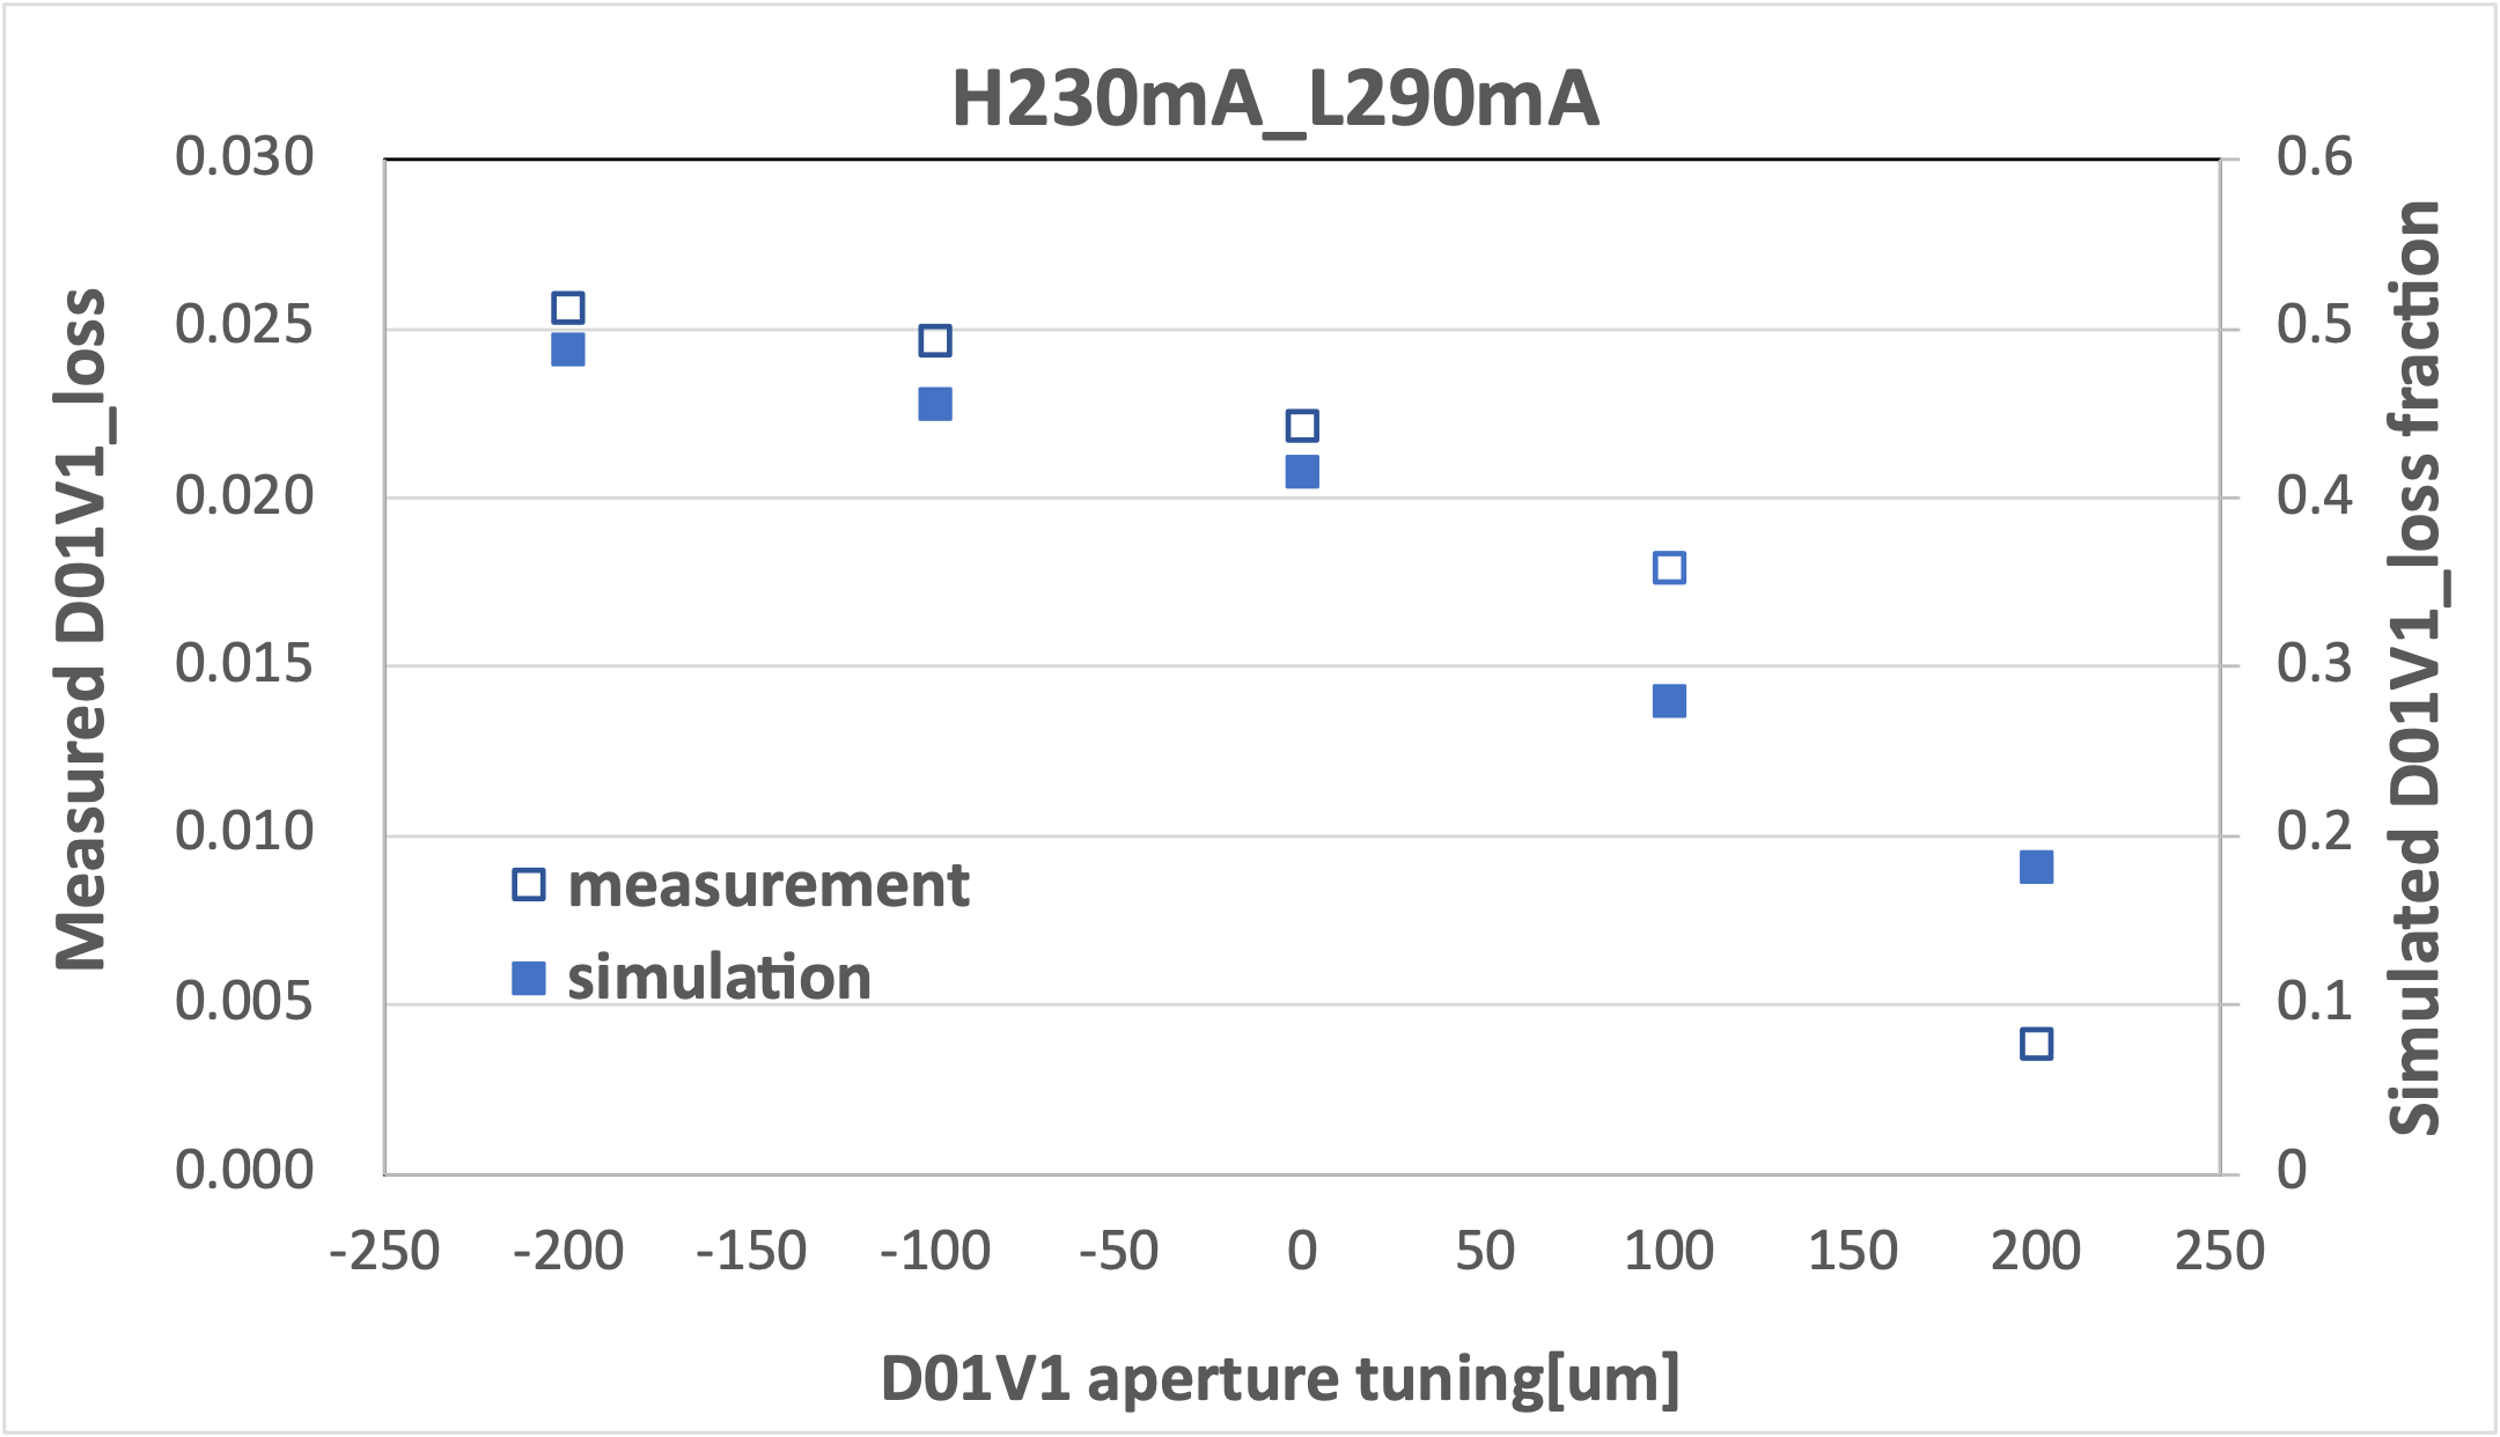 H230mA_L290mA
0.030
0.025
0.020
0.015
0.010
0.005
0.000
Measured D01V1_loss
0.6
0.5
0.4
0.3
0.2
0.1
0
Simulated D01V1_loss fraction
measurement
simulation
-250 -200 -150 -100 -50 0 50 100 150 200 250
D01V1 aperture tuning[um]